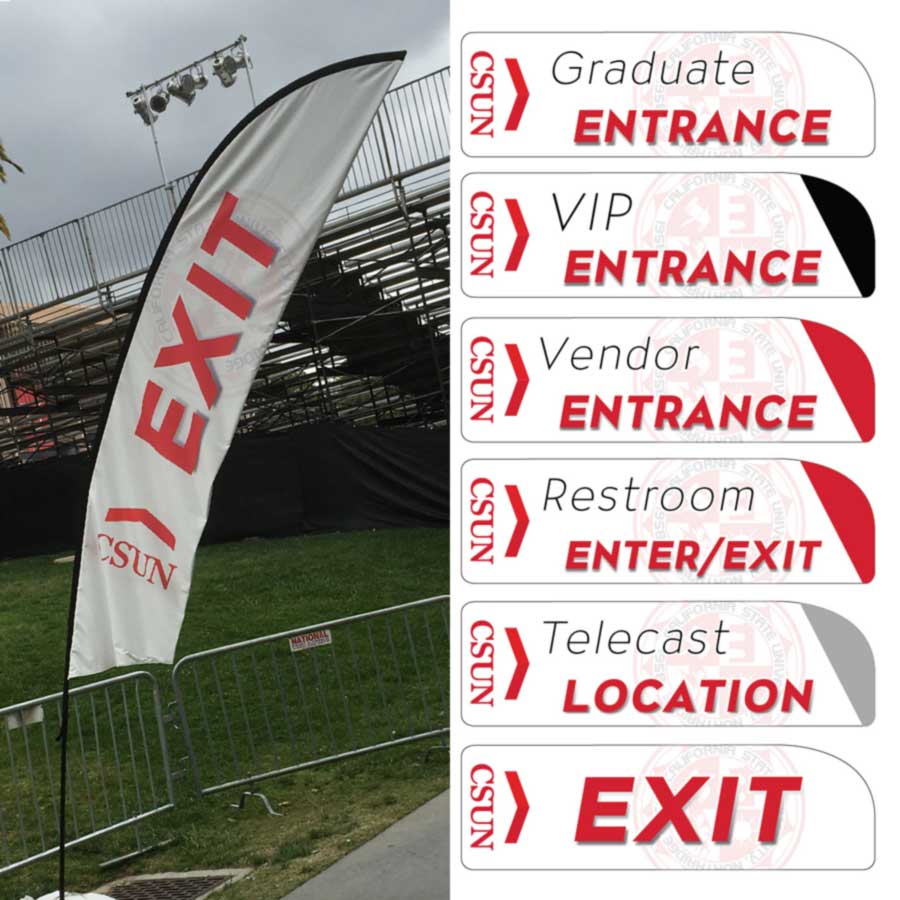 EXIT
CSUN
NATIONAL
CSUN
Graduate
ENTRANCE
CSUN
VIP
ENTRANCE
CSUN
Vendor
ENTRANCE
CSUN
Restroom
ENTER/EXIT
CSUN
Telecast
LOCATION
CSUN
EXIT